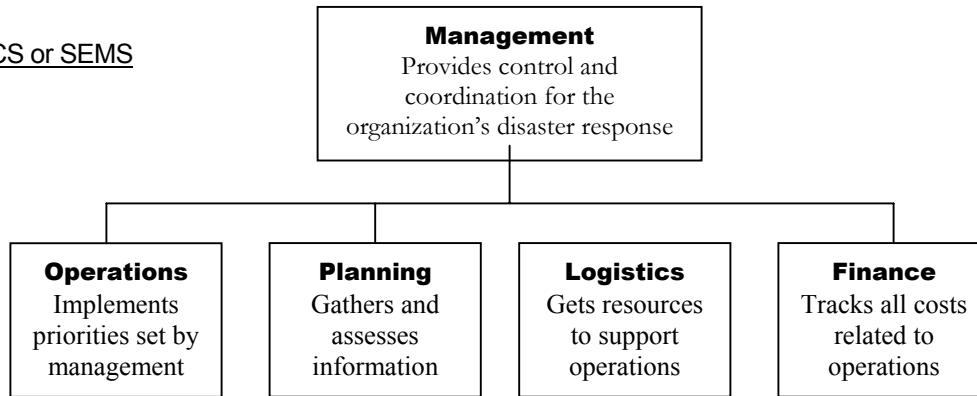 CS or SEMS
Management
Provides control and
coordination for the
organization's disaster response
Operations
Implements
priorities set by
management
Planning
Gathers and
assesses
information
Logistics
Gets resources
to support
operations
Finance
Tracks all costs
related to
operations